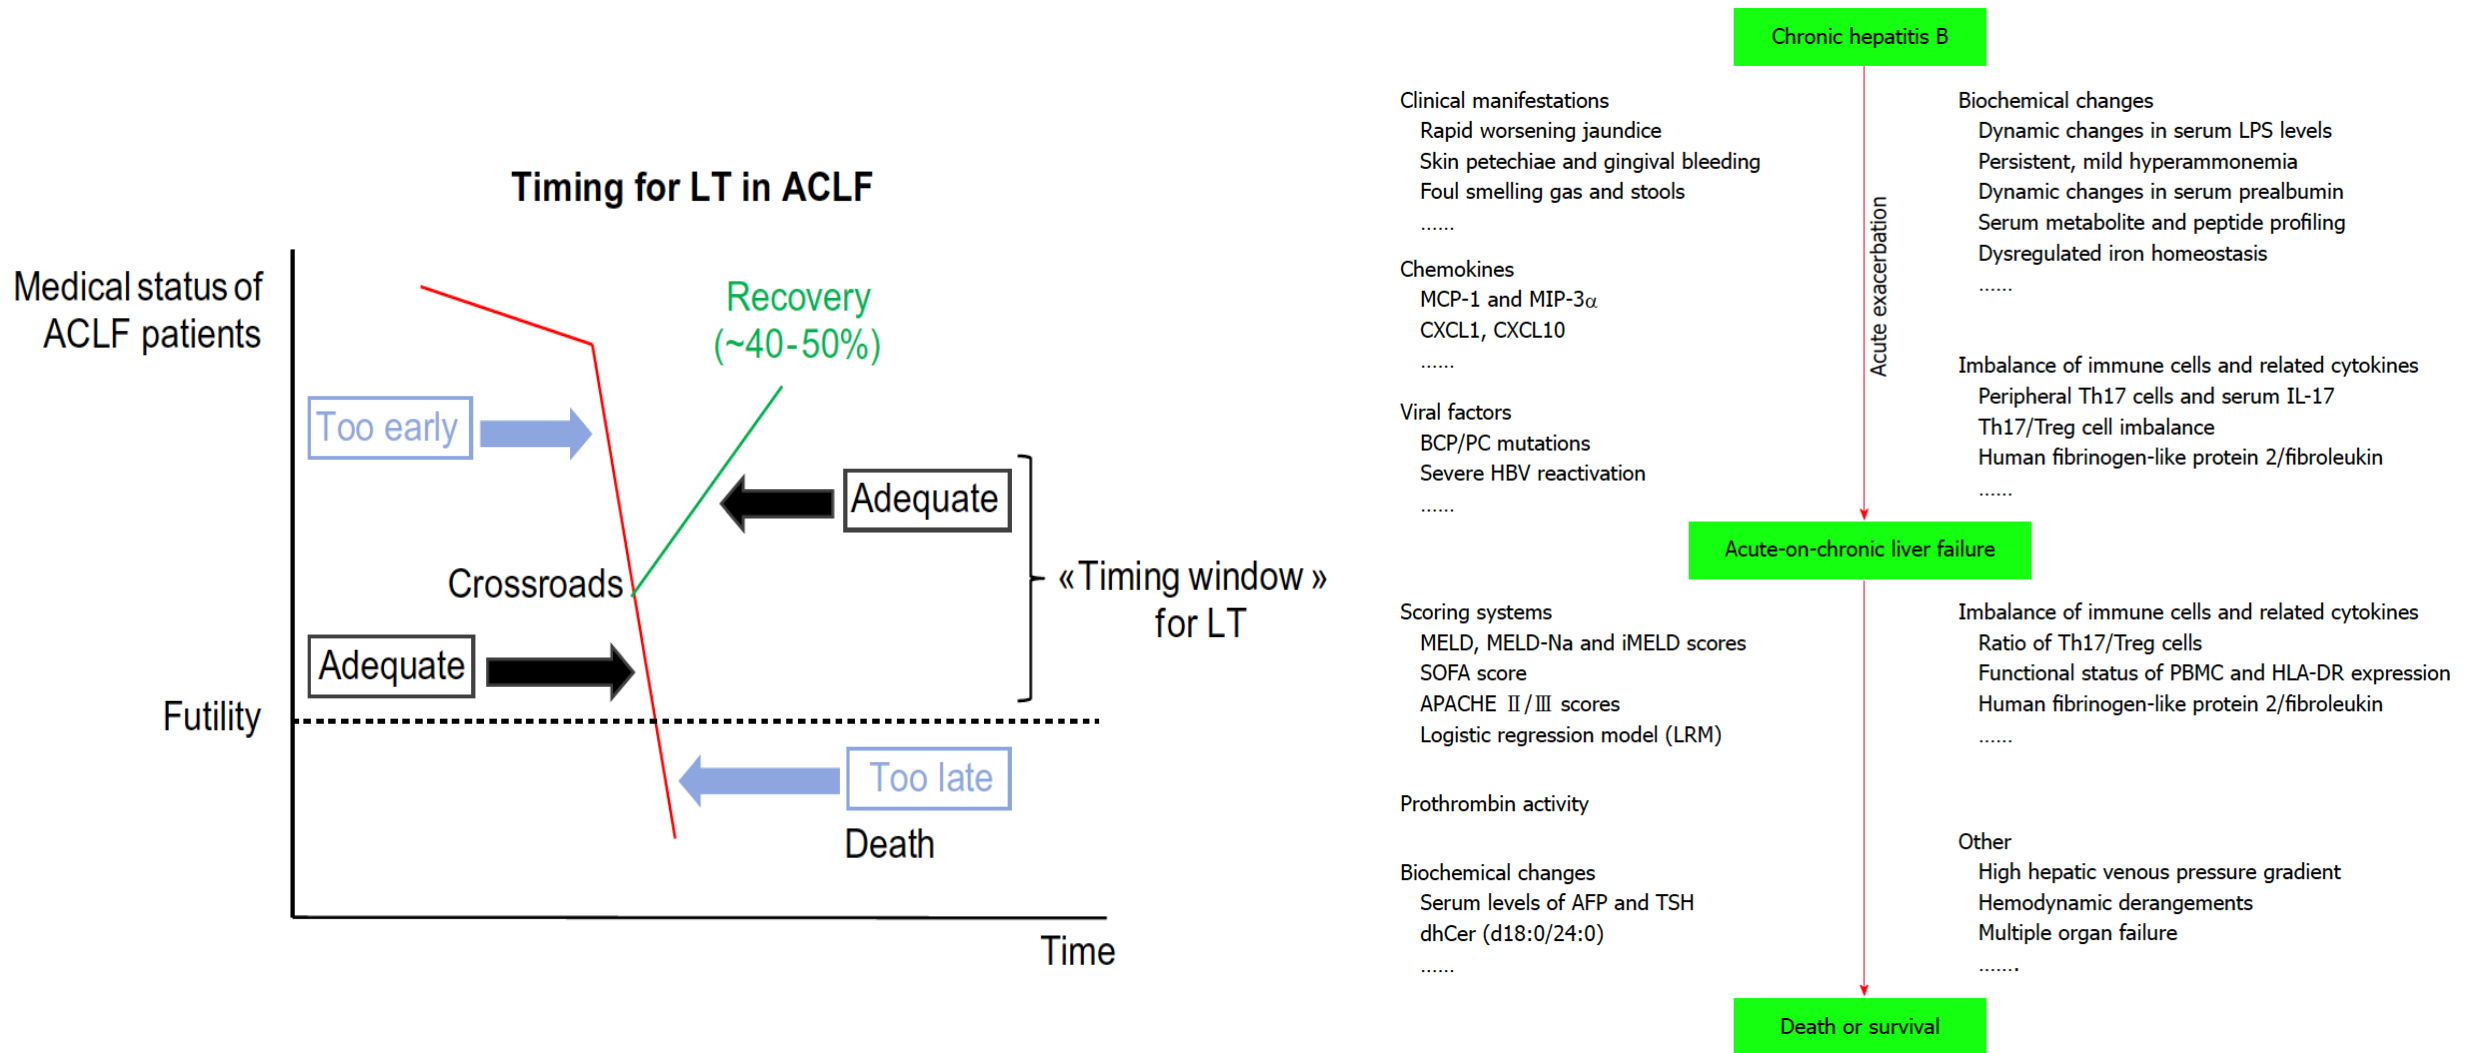 Timing for LT in ACLF
Medical status of
ACLF patients
Recovery
(~40-50%)
Too early
Adequate
Crossroads
« Timing window »
for LT
Adequate
Futility
Too late
Death
Time
Chronic hepatitis B
Acute exacerbation
Clinical manifestations
Rapid worsening jaundice
Skin petechiae and gingival bleeding
Foul smelling gas and stools
......
Chemokines
MCP-1 and MIP-3α
CXCL1, CXCL10
......
Viral factors
BCP/PC mutations
Severe HBV reactivation
......
Biochemical changes
Dynamic changes in serum LPS levels
Persistent, mild hyperammonemia
Dynamic changes in serum prealbumin
Serum metabolite and peptide profiling
Dysregulated iron homeostasis
......
Imbalance of immune cells and related cytokines
Peripheral Th17 cells and serum IL-17
Th17/Treg cell imbalance
Human fibrinogen-like protein 2/fibroleukin
......
Acute-on-chronic liver failure
Scoring systems
MELD, MELD-Na and iMELD scores
SOFA score
APACHE Ⅱ/Ⅲ scores
Logistic regression model (LRM)
Prothrombin activity
Biochemical changes
Serum levels of AFP and TSH
dhCer (d18:0/24:0)
......
Imbalance of immune cells and related cytokines
Ratio of Th17/Treg cells
Functional status of PBMC and HLA-DR expression
Human fibrinogen-like protein 2/fibroleukin
......
Other
High hepatic venous pressure gradient
Hemodynamic derangements
Multiple organ failure
.......
Death or survival